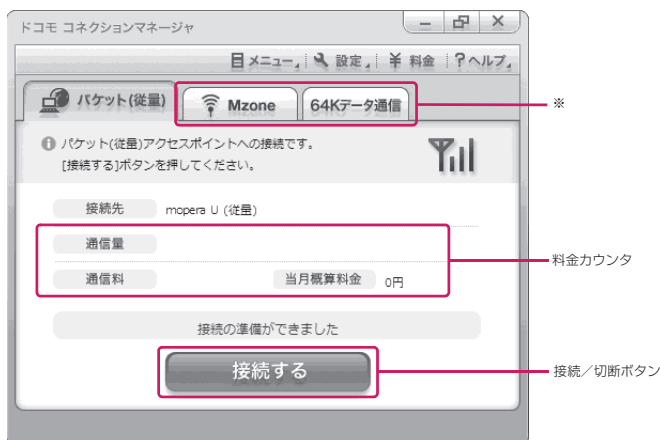 ドコモ コネクションマネージャ
メニュー 設定 ¥ 料金 ?ヘルプ
パケット(従量) Mzone 64Kデータ通信
※
パケット(従量)アクセスポイントへの接続です。
[接続する]ボタンを押してください。
接続先 mopera U (従量)
通信量
料金カウンタ
通信料 当月概算料金 0円
接続の準備ができました
接続する
接続／切断ボタン